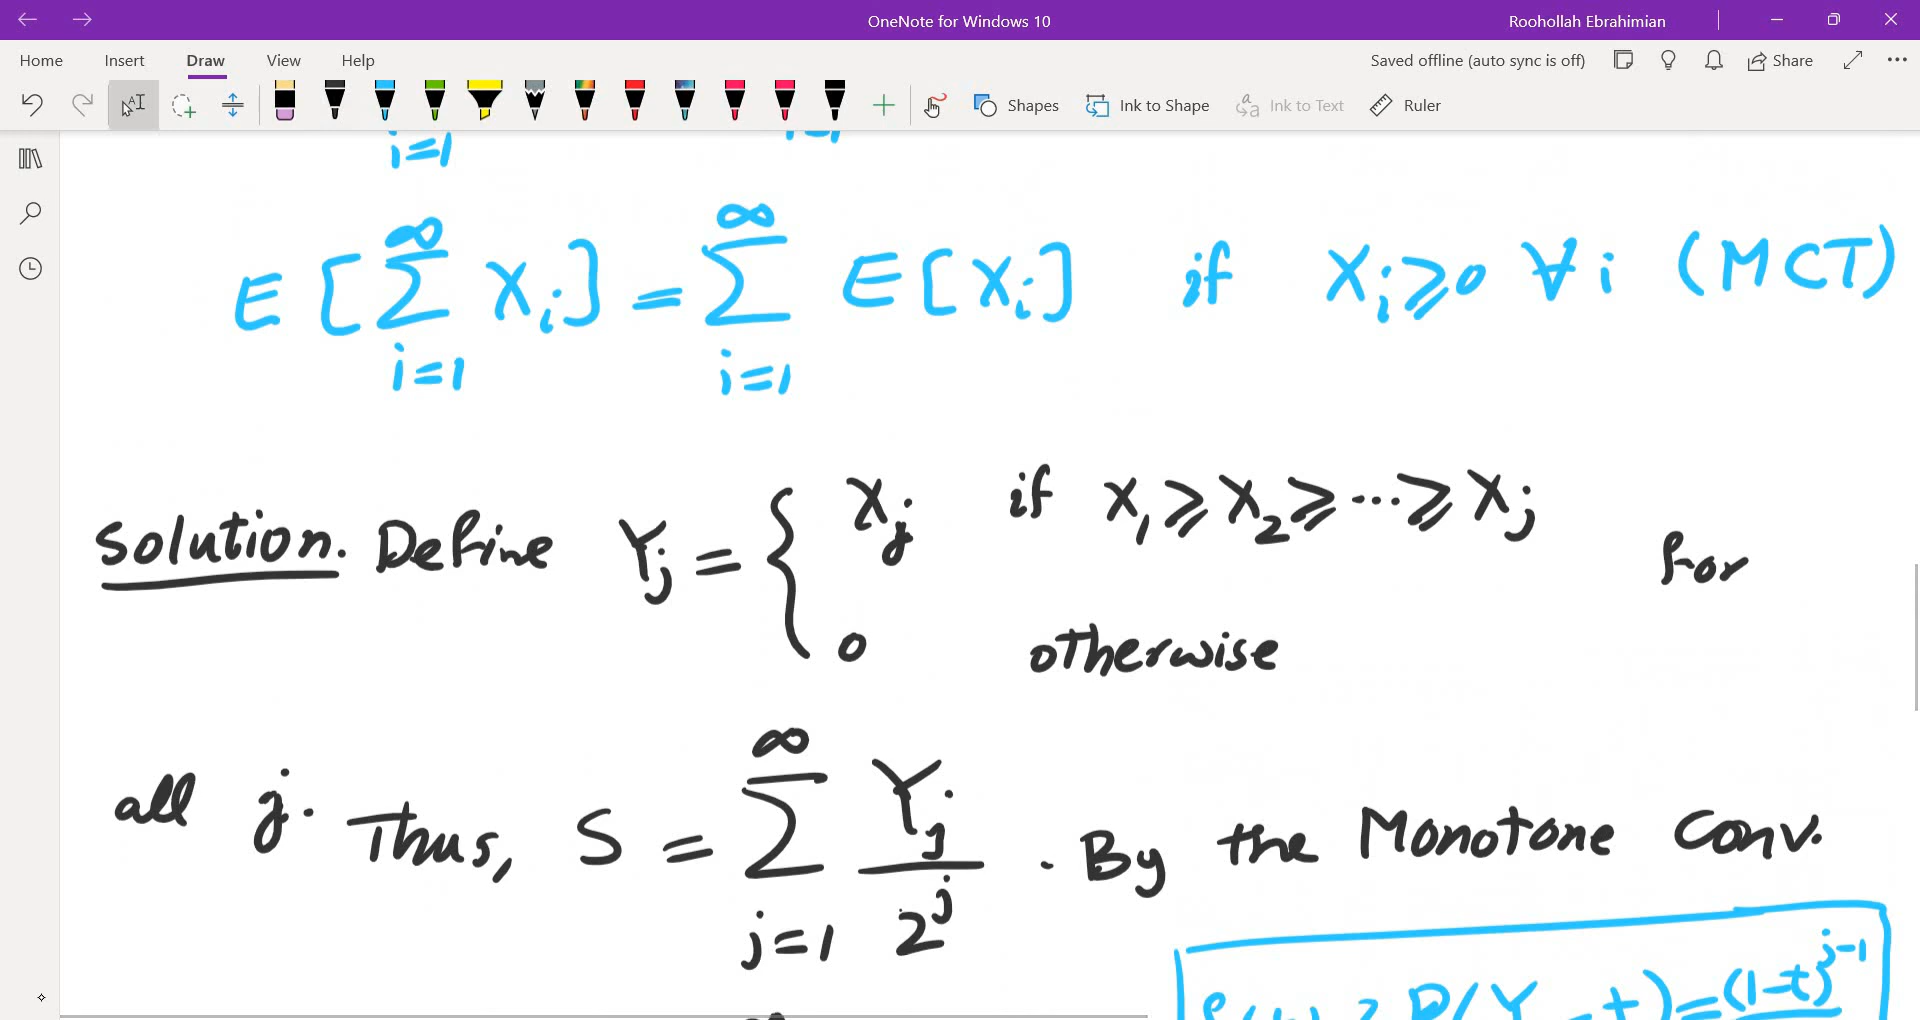 OneNote for Windows 10
Roohollah Ebrahimian
Home Insert Draw View Help
Saved offline (auto sync is off) Share
Shapes Ink to Shape Ink to Text Ruler
i=1
E[∑_{i=1}^{∞} X_i] = ∑_{i=1}^{∞} E[X_i] if X_i ⩾ 0 ∀ i (MCT)
Solution. Define Y_j = { X_j if X_1 ⩾ X_2 ⩾ ... ⩾ X_j for
0 otherwise
all j. Thus, S = ∑_{j=1}^{∞} Y_j/2^j. By the Monotone Conv.
(1-t)^{j-1}